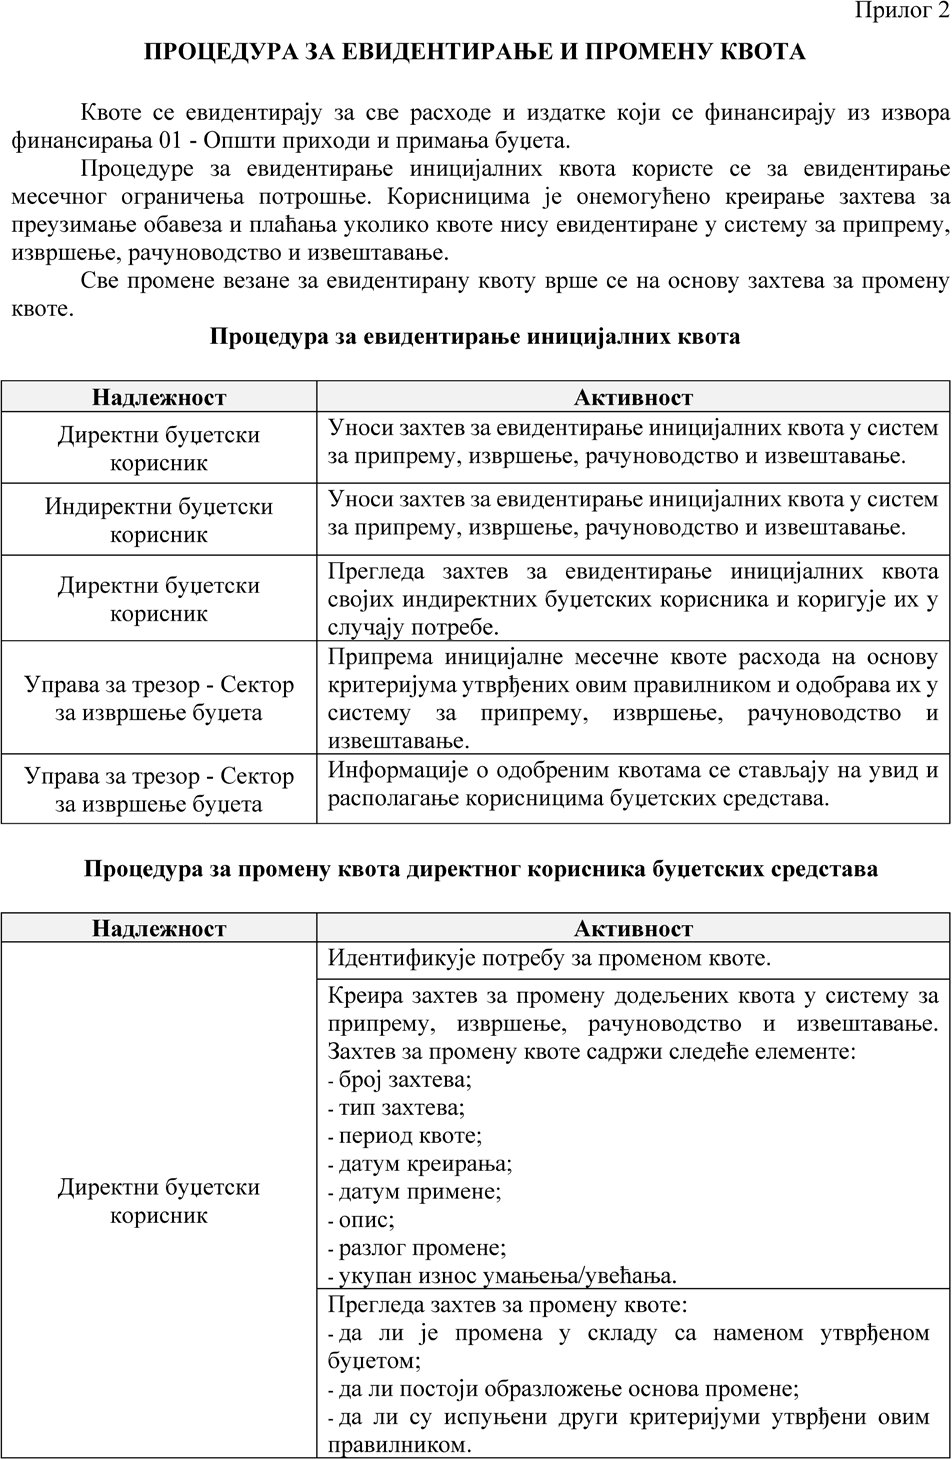 Прилог 2
ПРОЦЕДУРА ЗА ЕВИДЕНТИРАЊЕ И ПРОМЕНУ КВОТА
Квоте се евидентирају за све расходе и издатке који се финансирају из извора
финансирања 01 - Општи приходи и примања буџета.
Процедуре за евидентирање иницијалних квота користе се за евидентирање
месечног ограничења потрошње. Корисницима је онемогућено креирање захтева за
преузимање обавеза и плаћања уколико квоте нису евидентиране у систему за припрему,
извршење, рачуноводство и извештавање.
Све промене везане за евидентирану квоту врше се на основу захтева за промену
квоте.
Процедура за евидентирање иницијалних квота
Надлежност
Активност
Директни буџетски
корисник
Уноси захтев за евидентирање иницијалних квота у систем
за припрему, извршење, рачуноводство и извештавање.
Индиректни буџетски
корисник
Уноси захтев за евидентирање иницијалних квота у систем
за припрему, извршење, рачуноводство и извештавање.
Директни буџетски
корисник
Прегледа захтев за евидентирање иницијалних квота
својих индиректних буџетских корисника и коригује их у
случају потребе.
Управа за трезор - Сектор
за извршење буџета
Припрема иницијалне месечне квоте расхода на основу
критеријума утврђених овим правилником и одобрава их у
систему за припрему, извршење, рачуноводство и
извештавање.
Управа за трезор - Сектор
за извршење буџета
Информације о одобреним квотама се стављају на увид и
располагање корисницима буџетских средстава.
Процедура за промену квота директног корисника буџетских средстава
Надлежност
Активност
Директни буџетски
корисник
Идентификује потребу за променом квоте.
Креира захтев за промену додељених квота у систему за
припрему, извршење, рачуноводство и извештавање.
Захтев за промену квоте садржи следеће елементе:
- број захтева;
- тип захтева;
- период квоте;
- датум креирања;
- датум примене;
- опис;
- разлог промене;
- укупан износ умањења/увећања.
Прегледа захтев за промену квоте:
- да ли је промена у складу са наменом утврђеном
буџетом;
- да ли постоји образложење основа промене;
- да ли су испуњени други критеријуми утврђени овим
правилником.